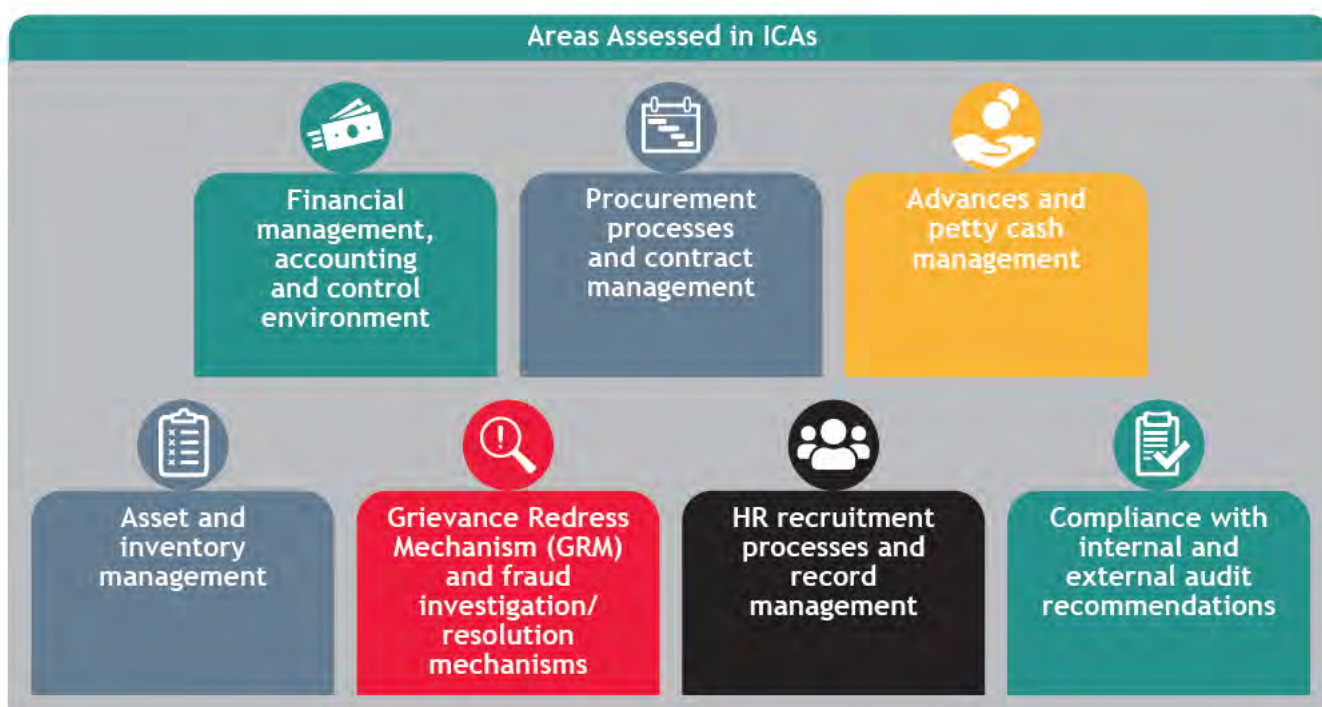 Areas Assessed in ICAs
Financial
management,
accounting
and control
environment
Procurement
processes
and contract
management
Advances and
petty cash
management
Asset and
inventory
management
Grievance Redress
Mechanism (GRM)
and fraud
investigation/
resolution
mechanisms
HR recruitment
processes and
record
management
Compliance with
internal and
external audit
recommendations